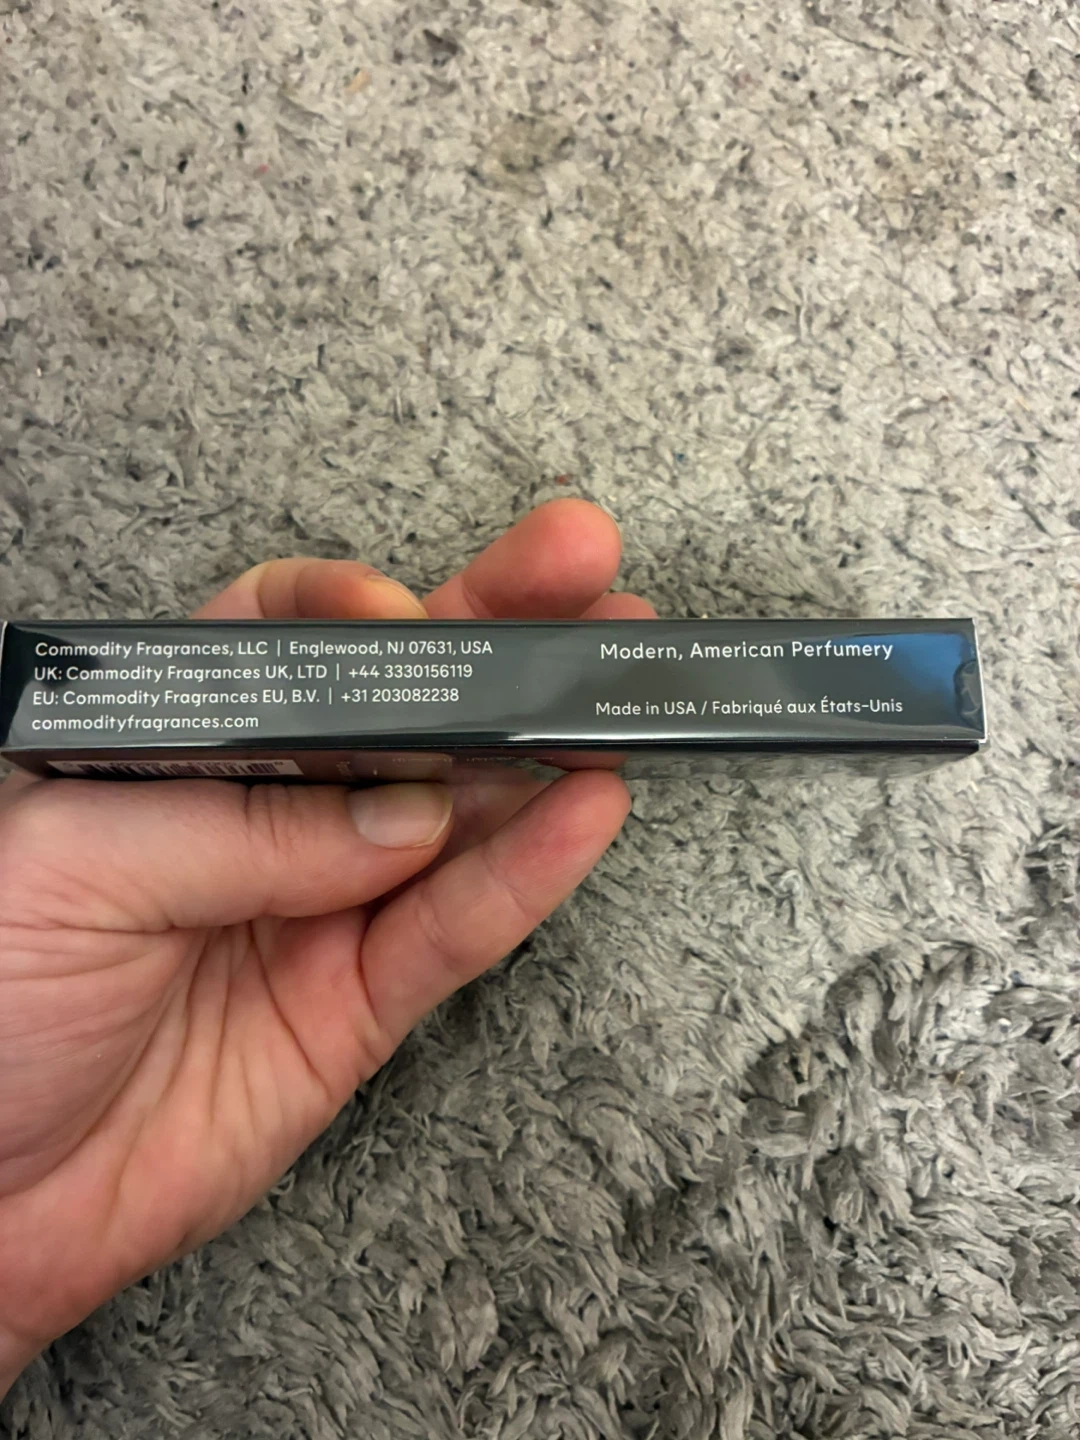 Commodity Fragrances, LLC | Englewood, NJ 07631, USA
UK: Commodity Fragrances UK, LTD | +44 3330156119
EU: Commodity Fragrances EU, B.V. | +31 203082238
commodityfragrances.com
Modern, American Perfumery
Made in USA / Fabriqué aux États-Unis